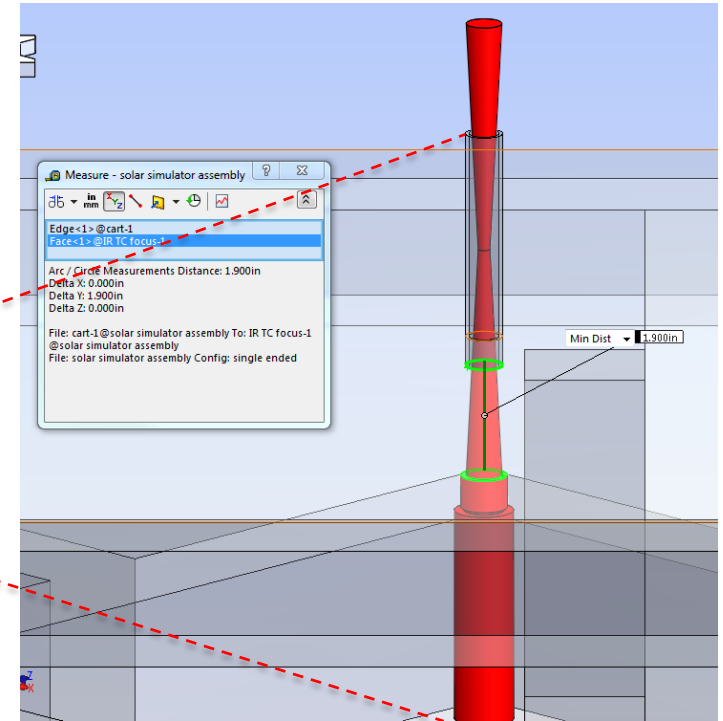 Measure - solar simulator assembly
in
mm
XYZ
Edge<1>@cart-1
Face<1>@IR TC focus-1
Arc / Circle Measurements Distance: 1.900in
Delta X: 0.000in
Delta Y: 1.900in
Delta Z: 0.000in
File: cart-1@solar simulator assembly To: IR TC focus-1
@solar simulator assembly
File: solar simulator assembly Config: single ended
Min Dist 1.900in
Z
X